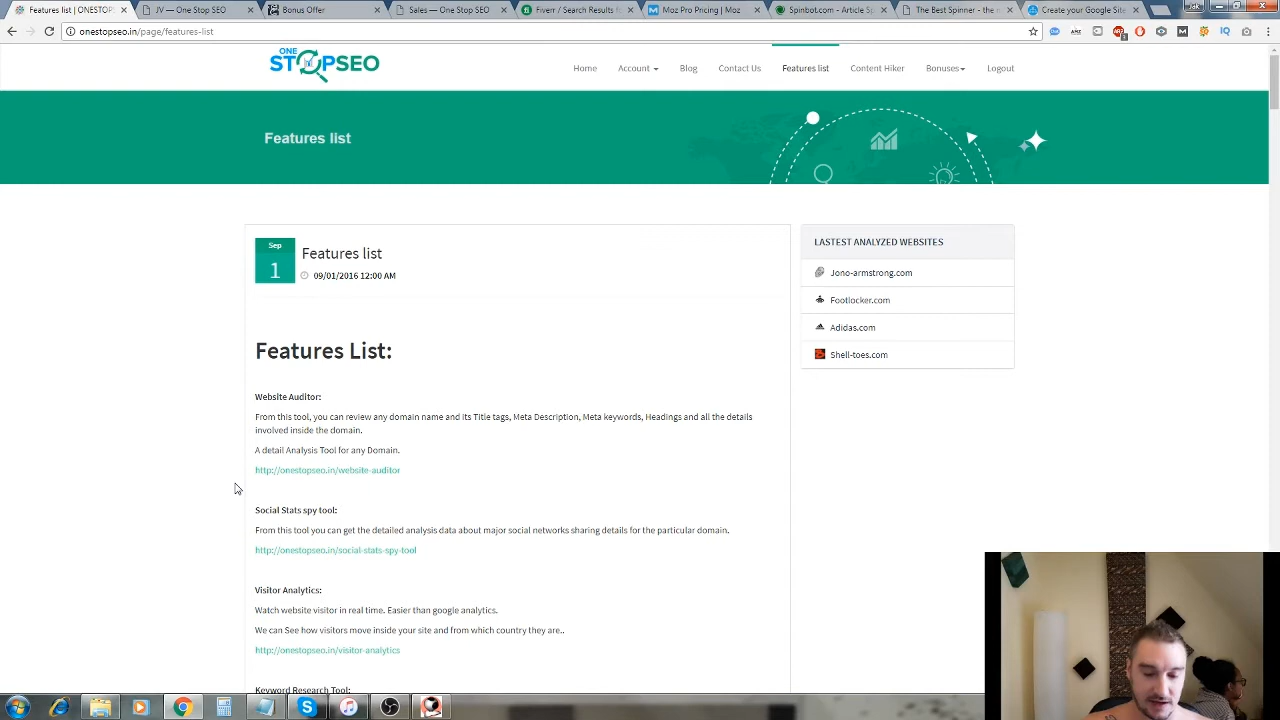 Features list | One Stop SEO
JV — One Stop SEO
Bonus Offer
Sales — One Stop SEO
Fiverr / Search Results f
Moz Pro Pricing | Moz
Spinbot.com - Article Sp
The Best Spinner - the
Create your Google Site
Jek
onestopseo.in/page/features-list
ONE
STOPSEO
Home Account Blog Contact Us Features list Content Hiker Bonuses Logout
Features list
Sep
1
Features list
09/01/2016 12:00 AM
Features List:
Website Auditor:
From this tool, you can review any domain name and its Title tags, Meta Description, Meta keywords, Headings and all the details
involved inside the domain.
A detail Analysis Tool for any Domain.
http://onestopseo.in/website-auditor
Social Stats spy tool:
From this tool you can get the detailed analysis data about major social networks sharing details for the particular domain.
http://onestopseo.in/social-stats-spy-tool
Visitor Analytics:
Watch website visitor in real time. Easier than google analytics.
We can See how visitors move inside your site and from which country they are..
http://onestopseo.in/visitor-analytics
Keyword Research Tool:
LASTEST ANALYZED WEBSITES
Jono-armstrong.com
Footlocker.com
Adidas.com
Shell-toes.com